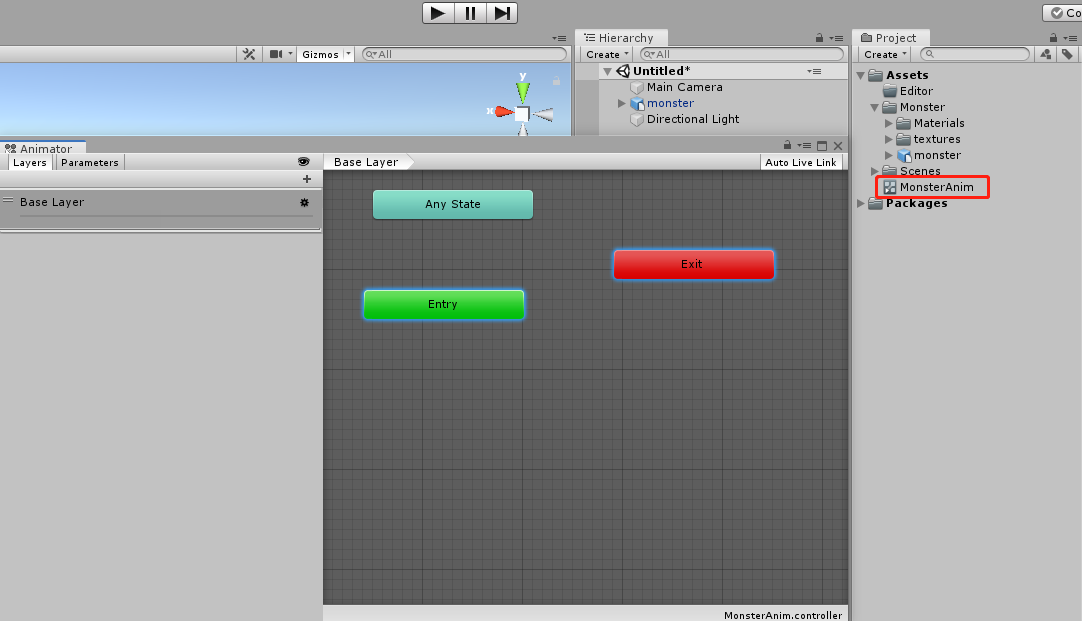 Co
Gizmos
All
Hierarchy
Create
All
Untitled*
Main Camera
monster
Directional Light
Project
Create
Assets
Editor
Monster
Materials
textures
monster
Scenes
MonsterAnim
Packages
y
x
Animator
Layers
Parameters
Base Layer
Base Layer
Auto Live Link
Any State
Exit
Entry
MonsterAnim.controller